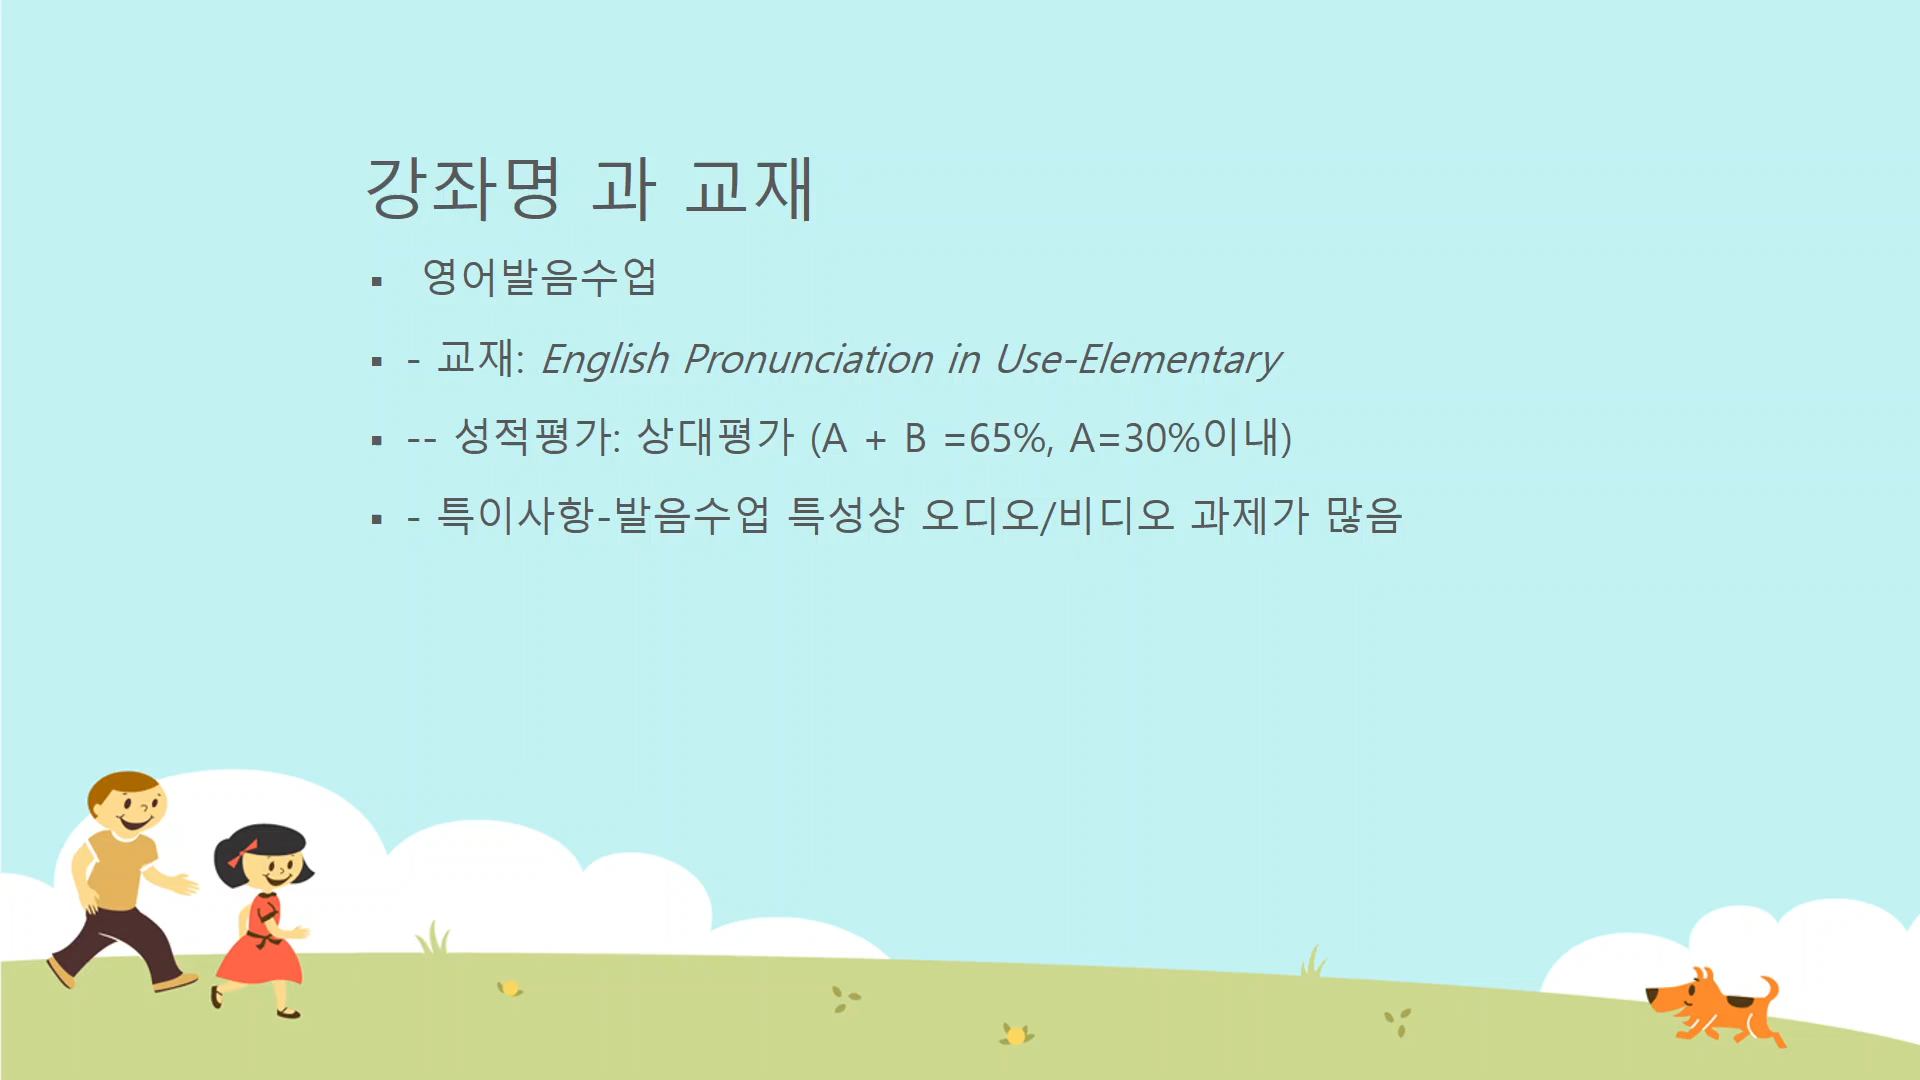 강좌명 과 교재
▪ 영어발음수업
▪ - 교재: English Pronunciation in Use-Elementary
▪ -- 성적평가: 상대평가 (A + B =65%, A=30%이내)
▪ - 특이사항-발음수업 특성상 오디오/비디오 과제가 많음